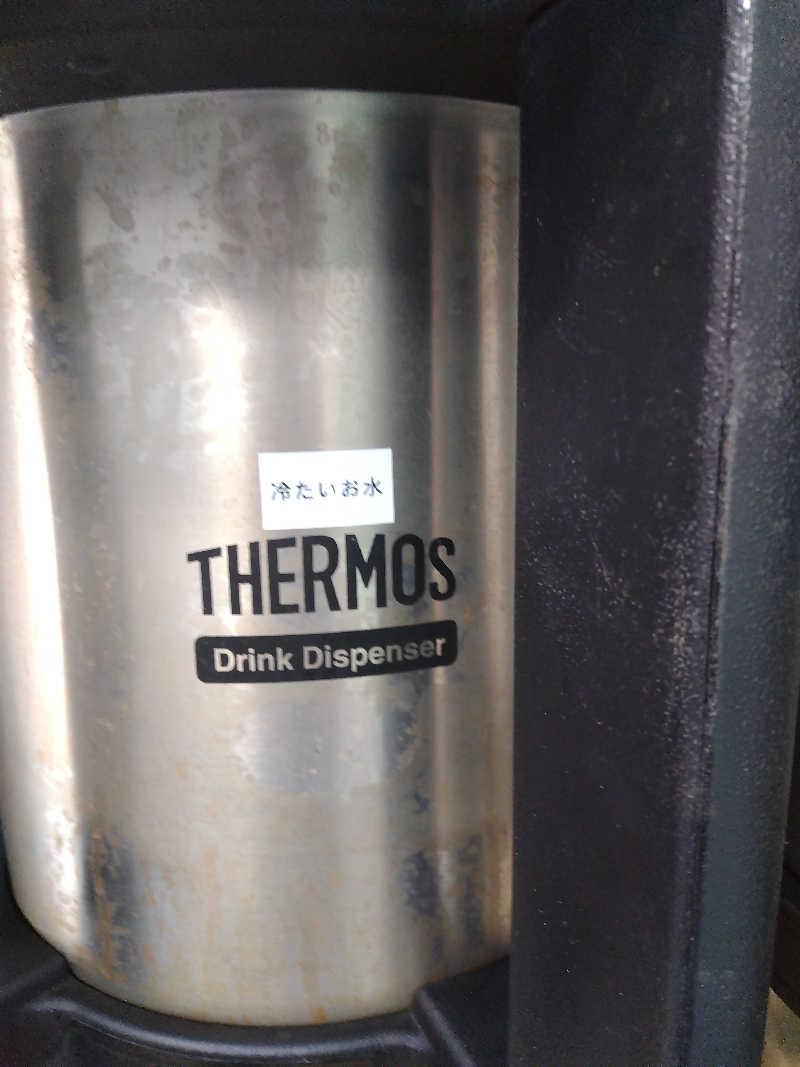 冷たいお水
THERMOS
Drink Dispenser